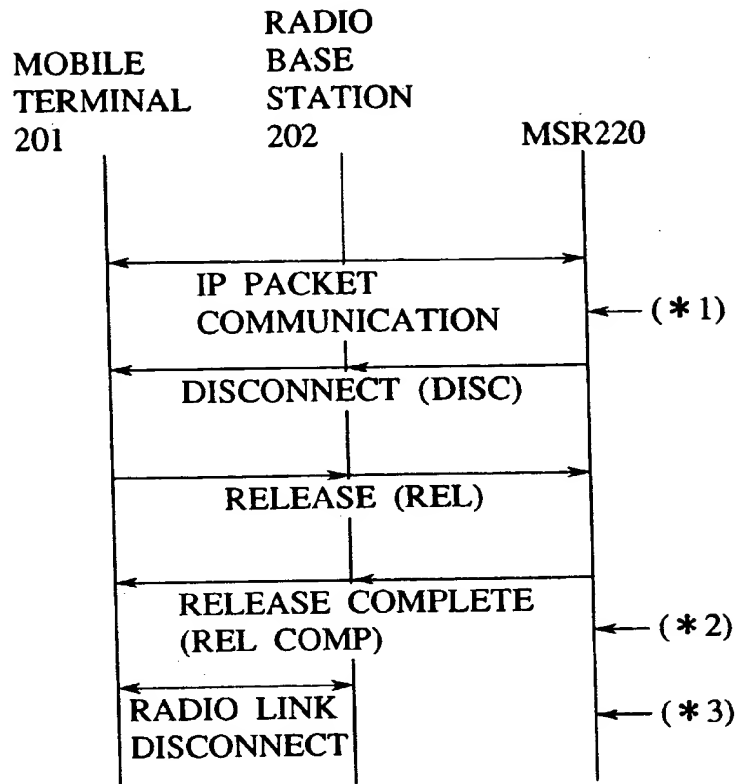 MOBILE
TERMINAL
201
RADIO
BASE
STATION
202
MSR220
IP PACKET
COMMUNICATION
(*1)
DISCONNECT (DISC)
RELEASE (REL)
RELEASE COMPLETE
(REL COMP)
(*2)
RADIO LINK
DISCONNECT
(*3)